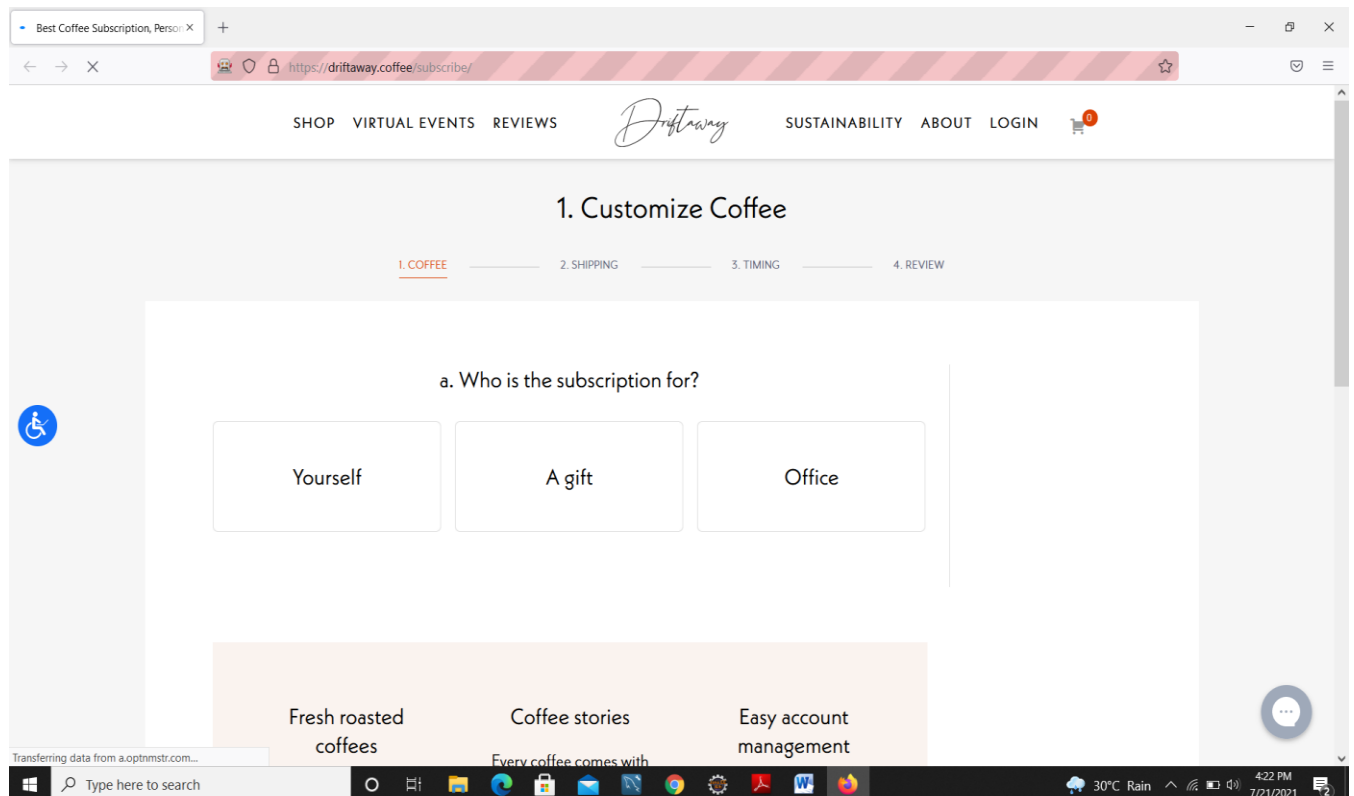 Best Coffee Subscription, Person
https://driftaway.coffee/subscribe/
SHOP VIRTUAL EVENTS REVIEWS Driftaway SUSTAINABILITY ABOUT LOGIN 0
1. Customize Coffee
1. COFFEE 2. SHIPPING 3. TIMING 4. REVIEW
a. Who is the subscription for?
Yourself A gift Office
Fresh roasted Coffee stories Easy account
coffees Every coffee comes with management
Transferring data from a.optnmstr.com...
Type here to search 30°C Rain 4:22 PM
7/21/2021 2